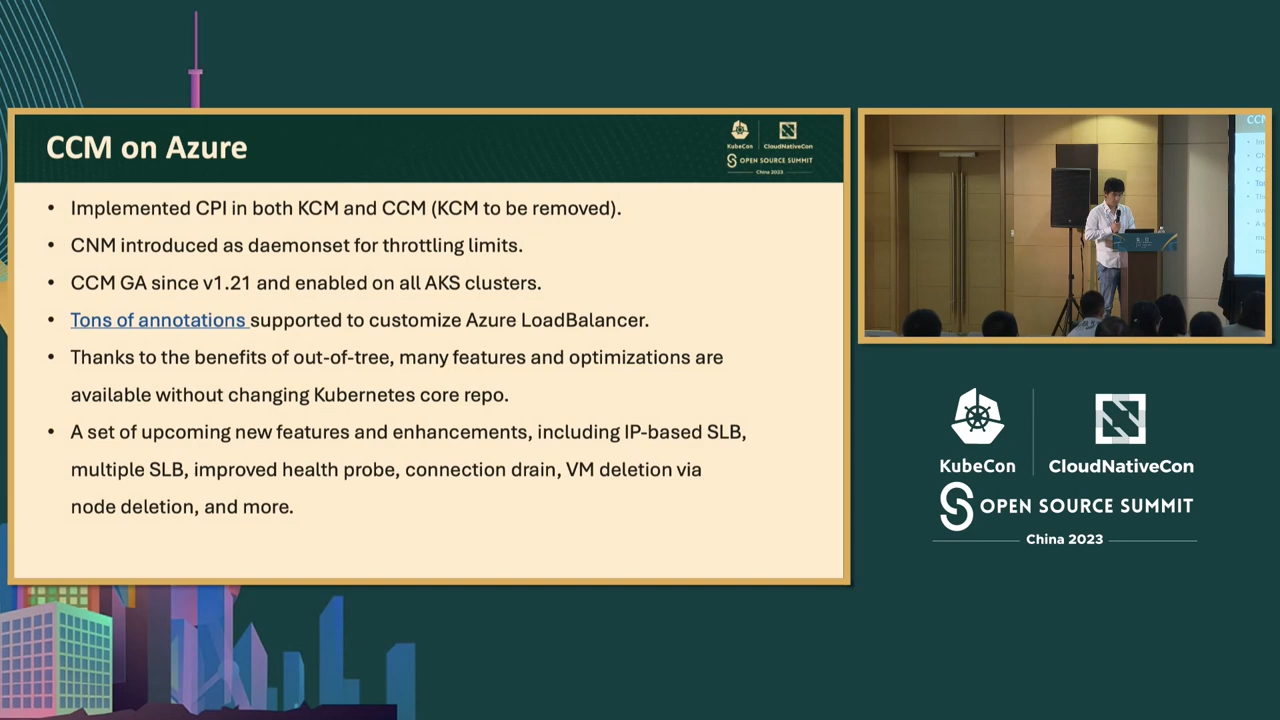 CCM on Azure
KubeCon
CloudNativeCon
OPEN SOURCE SUMMIT
China 2023
• Implemented CPI in both KCM and CCM (KCM to be removed).
• CNM introduced as daemonset for throttling limits.
• CCM GA since v1.21 and enabled on all AKS clusters.
• Tons of annotations supported to customize Azure LoadBalancer.
• Thanks to the benefits of out-of-tree, many features and optimizations are
available without changing Kubernetes core repo.
• A set of upcoming new features and enhancements, including IP-based SLB,
multiple SLB, improved health probe, connection drain, VM deletion via
node deletion, and more.
KubeCon
CloudNativeCon
OPEN SOURCE SUMMIT
China 2023